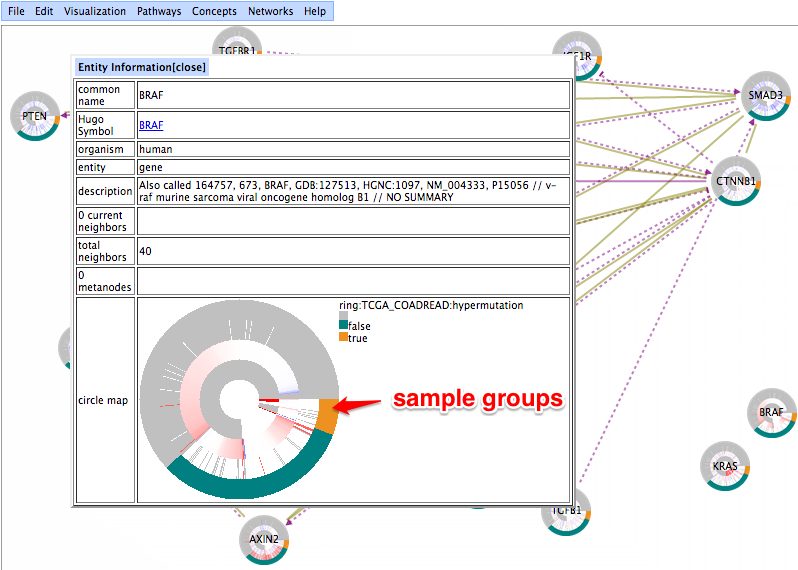 File Edit Visualization Pathways Concepts Networks Help
TGFBR1
Entity Information[close]
common name BRAF
Hugo Symbol BRAF
organism human
entity gene
description Also called 164757, 673, BRAF, GDB:127513, HGNC:1097, NM_004333, P15056 // v-
raf murine sarcoma viral oncogene homolog B1 // NO SUMMARY
0 current neighbors
total neighbors 40
0 metanodes
circle map
ring:TCGA_COADREAD:hypermutation
false
true
sample groups
PTEN
SMAD3
CTNNB1
BRAF
KRAS
TGFB1
AXIN2